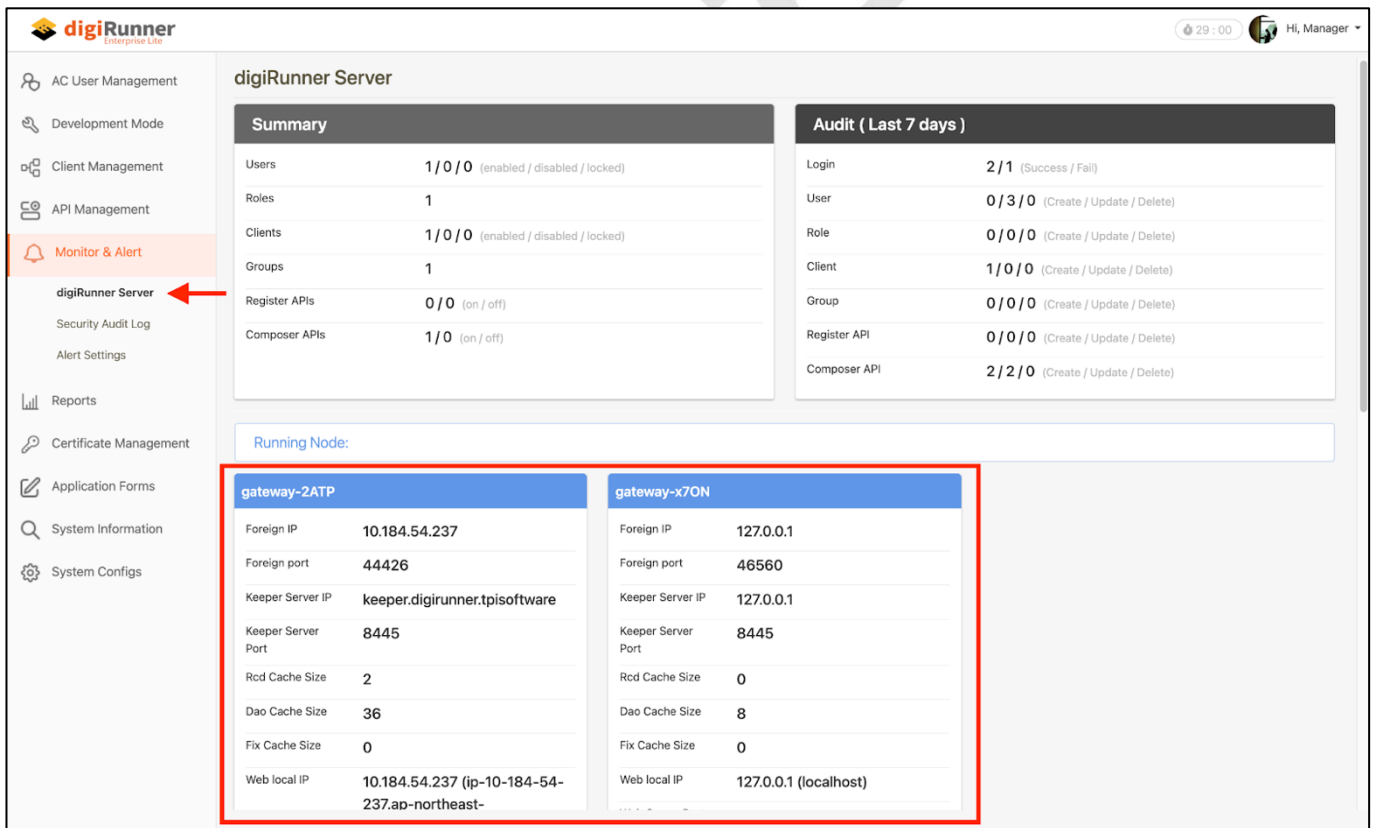 digiRunner
Enterprise Lite
29 : 00
Hi, Manager
AC User Management
Development Mode
Client Management
API Management
Monitor & Alert
digiRunner Server
Security Audit Log
Alert Settings
Reports
Certificate Management
Application Forms
System Information
System Configs
digiRunner Server
Summary
Users 1 / 0 / 0 (enabled / disabled / locked)
Roles 1
Clients 1 / 0 / 0 (enabled / disabled / locked)
Groups 1
Register APIs 0 / 0 (on / off)
Composer APIs 1 / 0 (on / off)
Audit ( Last 7 days )
Login 2 / 1 (Success / Fail)
User 0 / 3 / 0 (Create / Update / Delete)
Role 0 / 0 / 0 (Create / Update / Delete)
Client 1 / 0 / 0 (Create / Update / Delete)
Group 0 / 0 / 0 (Create / Update / Delete)
Register API 0 / 0 / 0 (Create / Update / Delete)
Composer API 2 / 2 / 0 (Create / Update / Delete)
Running Node:
gateway-2ATP
Foreign IP 10.184.54.237
Foreign port 44426
Keeper Server IP keeper.digirunner.tpisoftware
Keeper Server 8445
Port
Rcd Cache Size 2
Dao Cache Size 36
Fix Cache Size 0
Web local IP 10.184.54.237 (ip-10-184-54-
237.ap-northeast-
gateway-x7ON
Foreign IP 127.0.0.1
Foreign port 46560
Keeper Server IP 127.0.0.1
Keeper Server 8445
Port
Rcd Cache Size 0
Dao Cache Size 8
Fix Cache Size 0
Web local IP 127.0.0.1 (localhost)